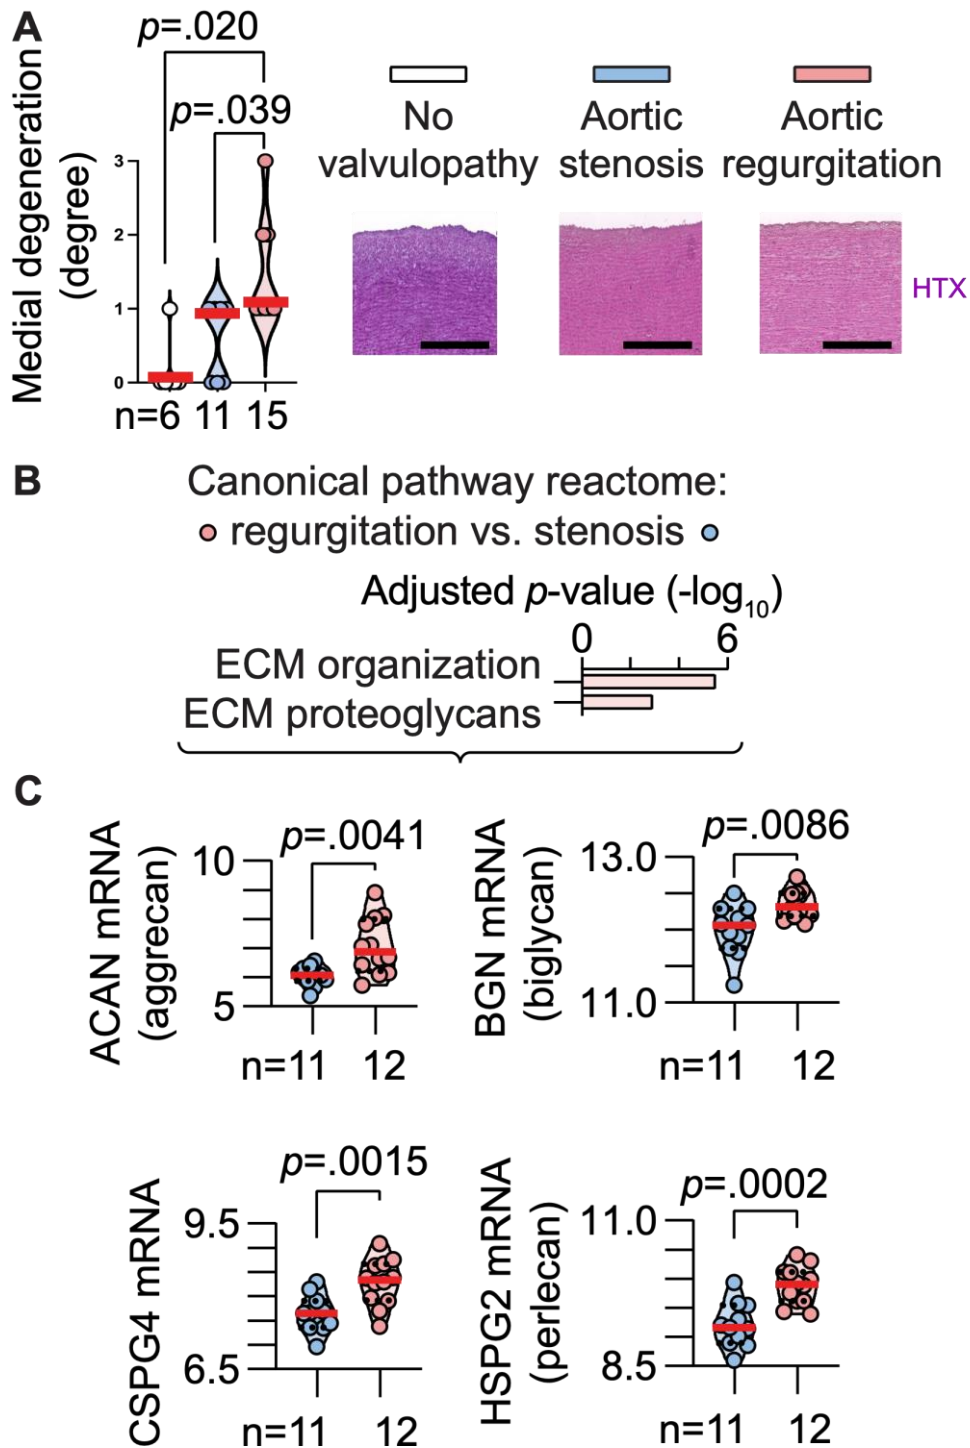 A
p=.020
p=.039
Medial degeneration
(degree)
3
2
1
0
n=6 11 15
No
valvulopathy
Aortic
stenosis
Aortic
regurgitation
HTX
B
Canonical pathway reactome:
regurgitation vs. stenosis
Adjusted p-value (-log10)
0 6
ECM organization
ECM proteoglycans
C
ACAN mRNA
(aggrecan)
p=.0041
10
5
n=11 12
BGN mRNA
(biglycan)
p=.0086
13.0
11.0
n=11 12
CSPG4 mRNA
p=.0015
9.5
6.5
n=11 12
HSPG2 mRNA
(perlecan)
p=.0002
11.0
8.5
n=11 12